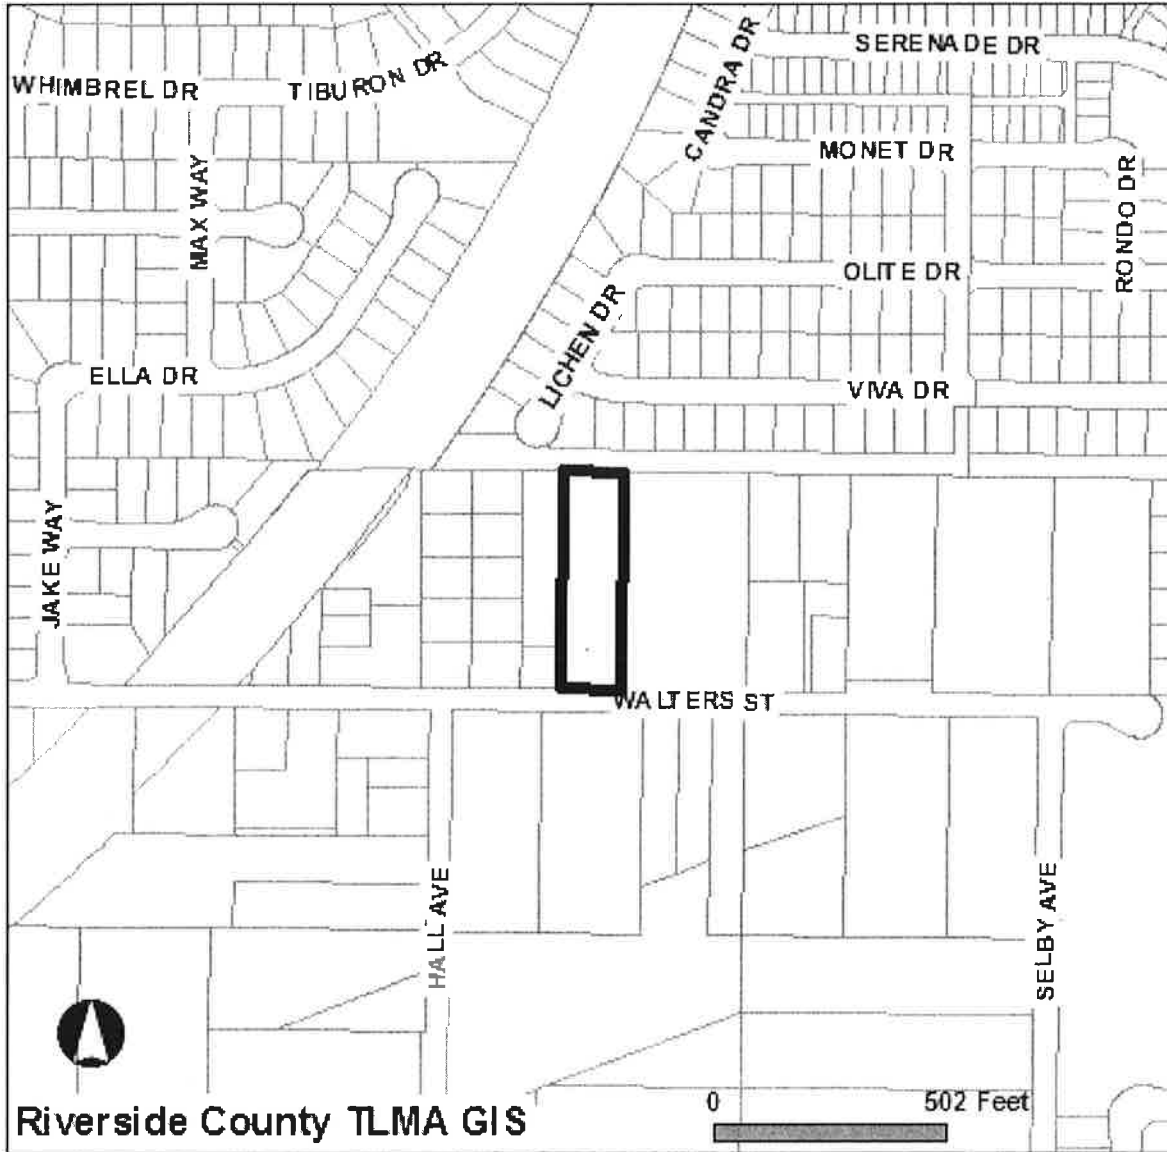 SERENADE DR
WHIMBREL DR
TIBURON DR
CANDRA DR
MONET DR
MAX WAY
RONDO DR
OLITE DR
LICHEN DR
ELLA DR
VIVA DR
JAKE WAY
WALTERS ST
HALL AVE
SELBY AVE
0 502 Feet
Riverside County TLMA GIS